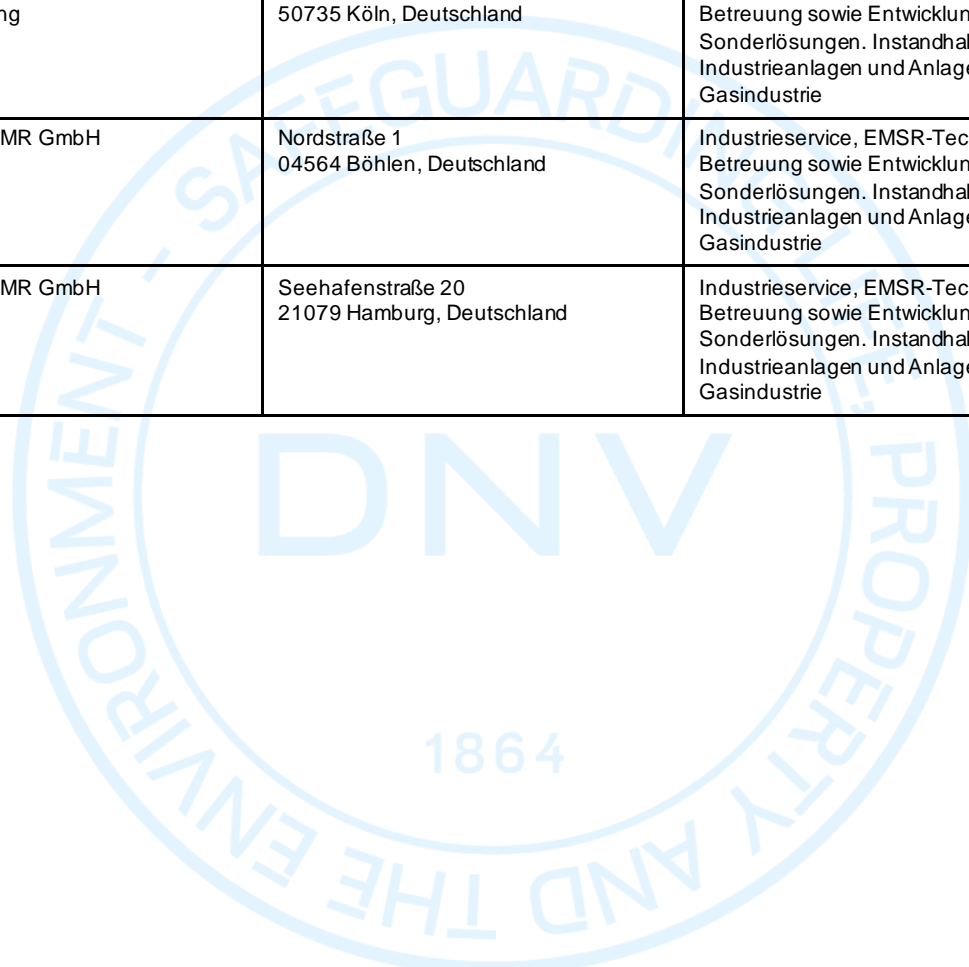 ng
50735 Köln, Deutschland
Betreuung sowie Entwicklun
Sonderlösungen. Instandhal
Industrieanlagen und Anlage
Gasindustrie
MR GmbH
Nordstraße 1
04564 Böhlen, Deutschland
Industrieservice, EMSR-Tec
Betreuung sowie Entwicklun
Sonderlösungen. Instandhal
Industrieanlagen und Anlage
Gasindustrie
MR GmbH
Seehafenstraße 20
21079 Hamburg, Deutschland
Industrieservice, EMSR-Tec
Betreuung sowie Entwicklun
Sonderlösungen. Instandhal
Industrieanlagen und Anlage
Gasindustrie
SAFEGUARDING LIFE, PROPERTY AND THE ENVIRONMENT -
DNV
1864